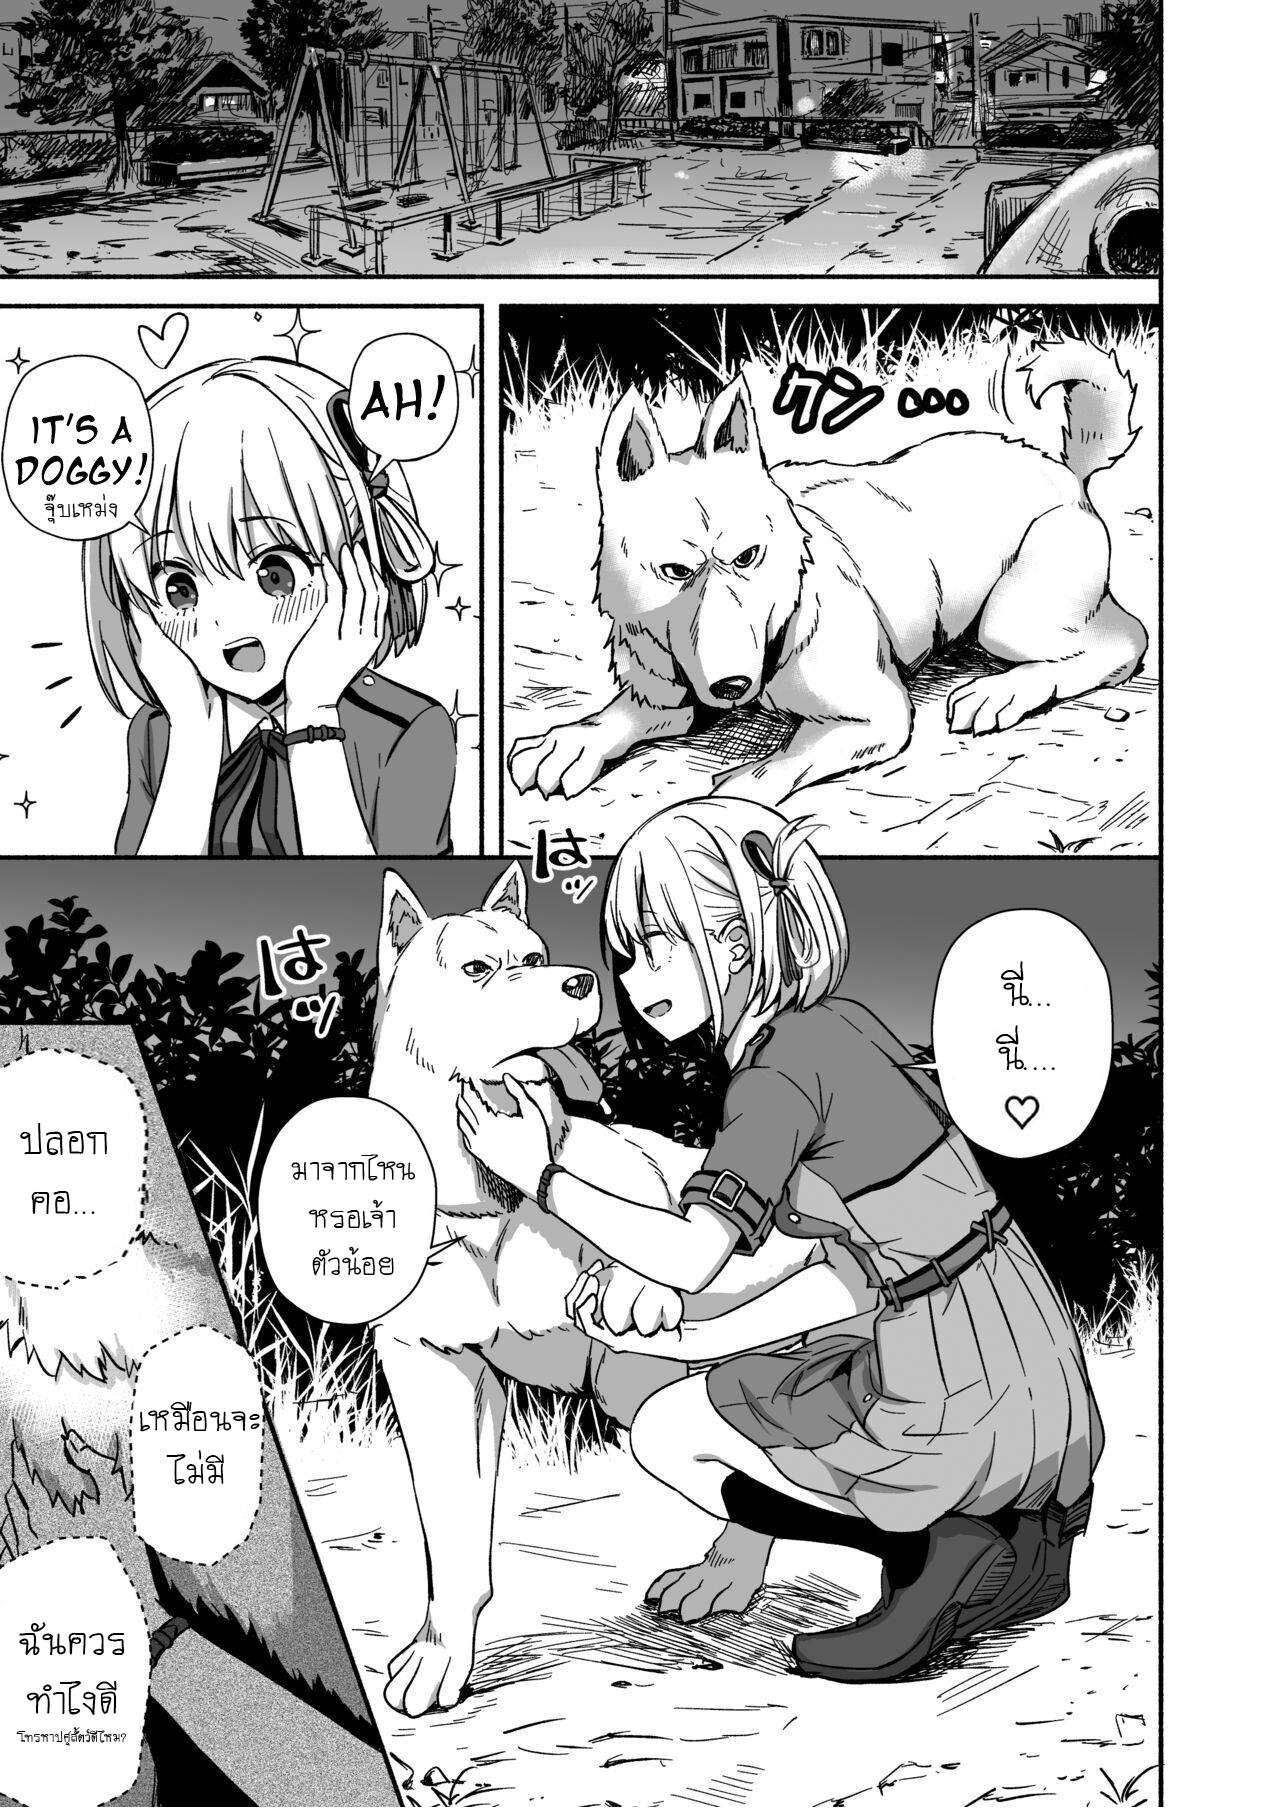 クン...
AH!
IT'S A
DOGGY!
จุ๊บเหม่ง
はッ
はッ
นี่...
นี่....
♡
มาจากไหน
หรอเจ้า
ตัวน้อย
ปลอก
คอ...
เหมือนจะ
ไม่มี
ฉันควร
ทำไงดี
โทรหาปศุสัตว์ดีไหม?